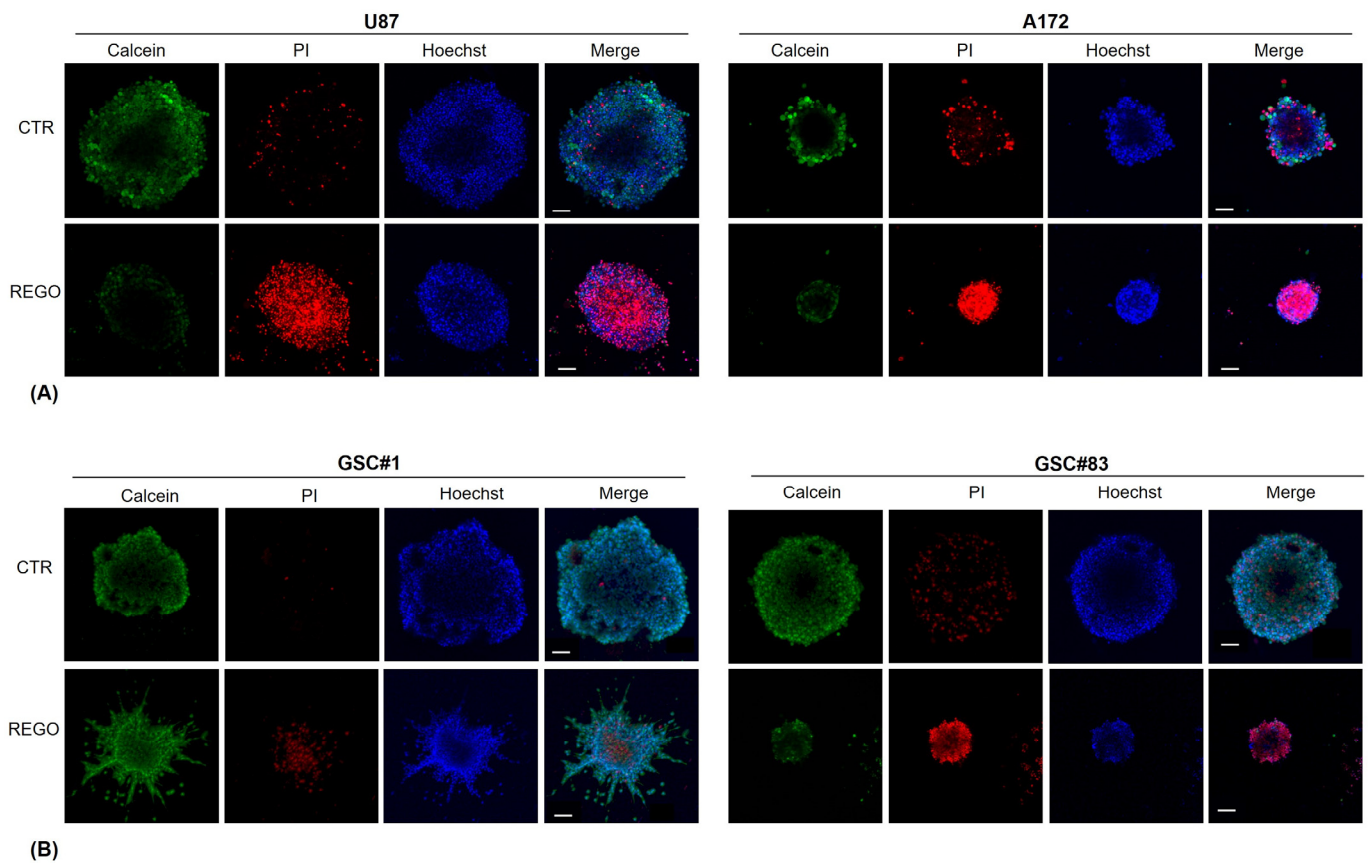 U87
A172
Calcein PI Hoechst Merge
Calcein PI Hoechst Merge
CTR
REGO
(A)
GSC#1
GSC#83
Calcein PI Hoechst Merge
Calcein PI Hoechst Merge
CTR
REGO
(B)